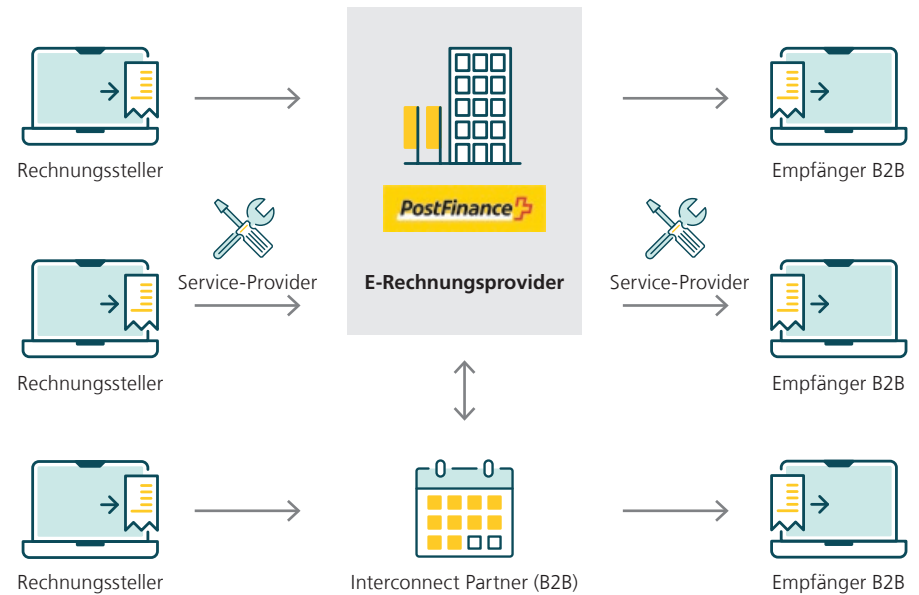 Rechnungssteller
PostFinance
Empfänger B2B
Service-Provider
E-Rechnungsprovider
Service-Provider
Rechnungssteller
Empfänger B2B
Rechnungssteller
Interconnect Partner (B2B)
Empfänger B2B